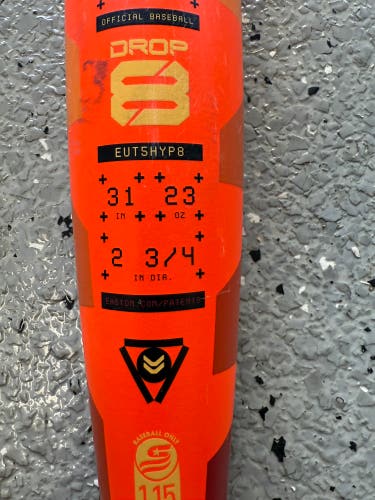 OFFICIAL BASEBALL
DROP
8
EUT5HYP8
31 23
IN OZ
2 3/4
IN DIA.
EASTON.COM/PATENTS
BASEBALL ONLY
1.15